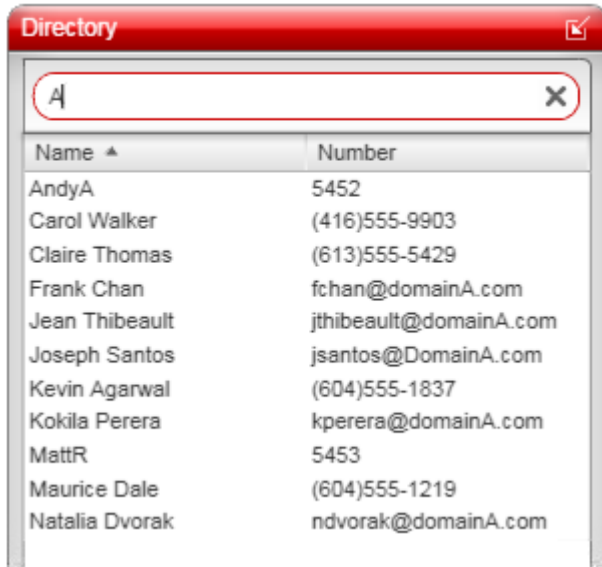 Directory
A
Name Number
AndyA 5452
Carol Walker (416)555-9903
Claire Thomas (613)555-5429
Frank Chan fchan@domainA.com
Jean Thibeault jthibeault@domainA.com
Joseph Santos jsantos@DomainA.com
Kevin Agarwal (604)555-1837
Kokila Perera kperera@domainA.com
MattR 5453
Maurice Dale (604)555-1219
Natalia Dvorak ndvorak@domainA.com